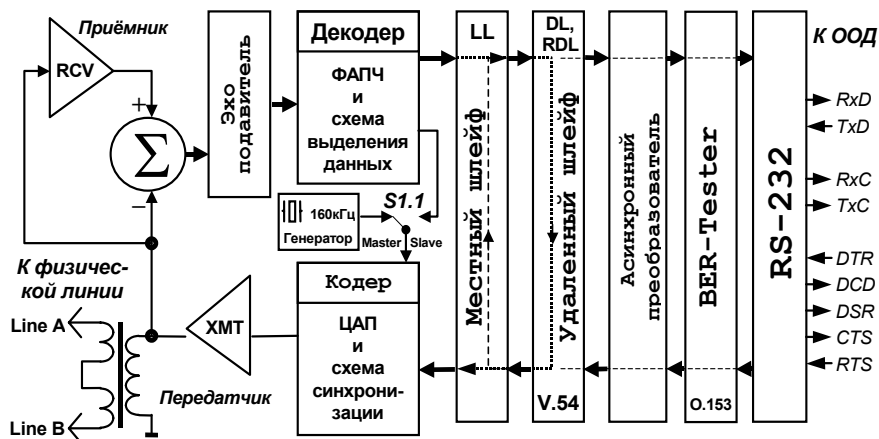 Приёмник
RCV
+
Σ
–
К физичес-
кой линии
Line A
Line B
XMT
Передатчик
Эхо
подавитель
Декодер
ФАПЧ
и
схема
выделения
данных
S1.1
160кГц
Генератор
Master
Slave
Кодер
ЦАП
и
схема
синхрони-
зации
LL
Местный шлейф
DL,
RDL
Удаленный шлейф
V.54
Асинхронный
преобразователь
BER-Tester
O.153
RS-232
К ООД
RxD
TxD
RxC
TxC
DTR
DCD
DSR
CTS
RTS